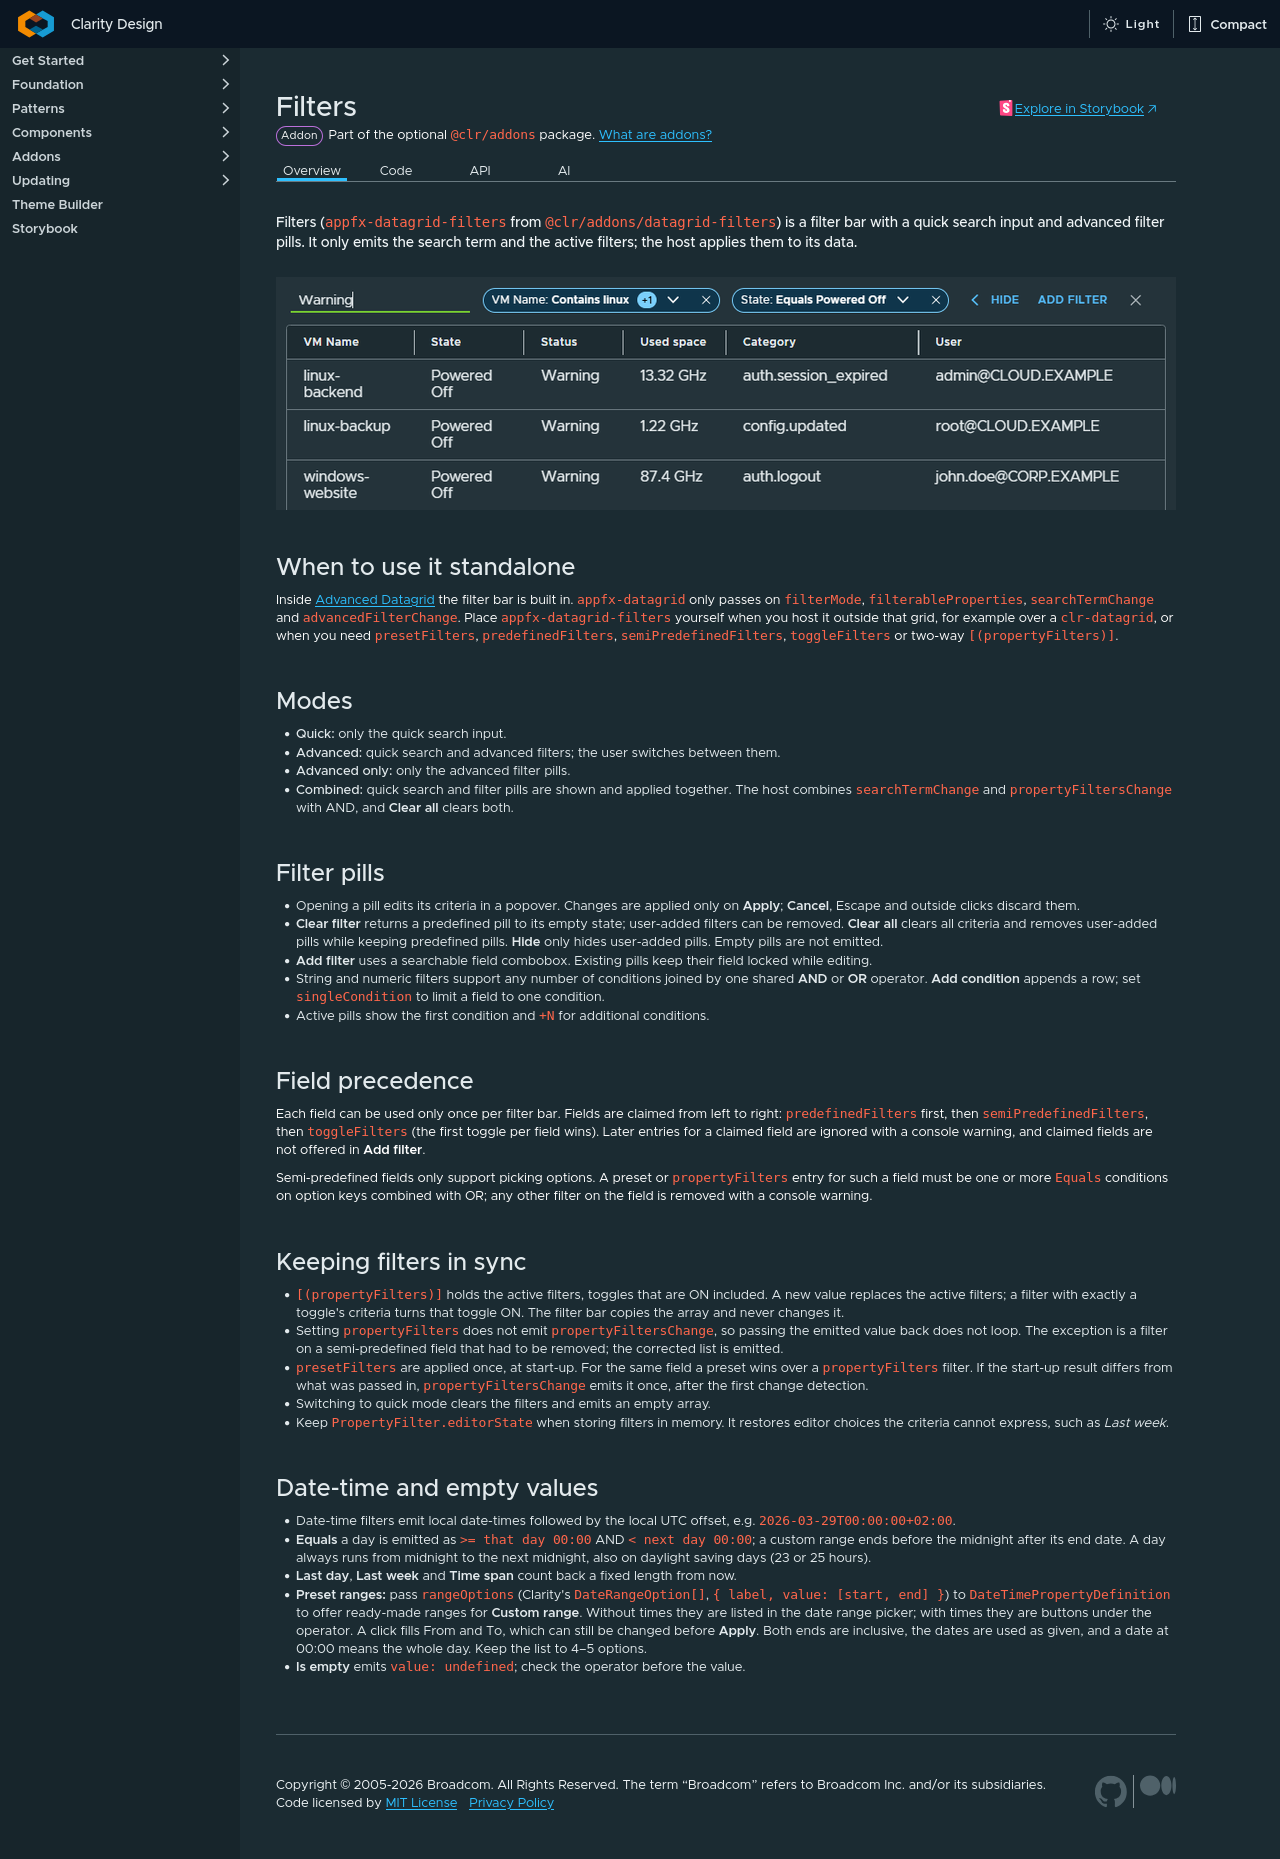 Clarity Design
Light
Compact
Get Started
Foundation
Patterns
Components
Addons
Updating
Theme Builder
Storybook
Filters
Explore in Storybook
Addon Part of the optional @clr/addons package. What are addons?
Overview Code API AI
Filters (appfx-datagrid-filters from @clr/addons/datagrid-filters) is a filter bar with a quick search input and advanced filter
pills. It only emits the search term and the active filters; the host applies them to its data.
Warning VM Name: Contains linux +1 State: Equals Powered Off HIDE ADD FILTER
VM Name State Status Used space Category User
linux-
backend Powered
Off Warning 13.32 GHz auth.session_expired admin@CLOUD.EXAMPLE
linux-backup Powered
Off Warning 1.22 GHz config.updated root@CLOUD.EXAMPLE
windows-
website Powered
Off Warning 87.4 GHz auth.logout john.doe@CORP.EXAMPLE
When to use it standalone
Inside Advanced Datagrid the filter bar is built in. appfx-datagrid only passes on filterMode, filterableProperties, searchTermChange
and advancedFilterChange. Place appfx-datagrid-filters yourself when you host it outside that grid, for example over a clr-datagrid, or
when you need presetFilters, predefinedFilters, semiPredefinedFilters, toggleFilters or two-way [(propertyFilters)].
Modes
• Quick: only the quick search input.
• Advanced: quick search and advanced filters; the user switches between them.
• Advanced only: only the advanced filter pills.
• Combined: quick search and filter pills are shown and applied together. The host combines searchTermChange and propertyFiltersChange
with AND, and Clear all clears both.
Filter pills
• Opening a pill edits its criteria in a popover. Changes are applied only on Apply; Cancel, Escape and outside clicks discard them.
• Clear filter returns a predefined pill to its empty state; user-added filters can be removed. Clear all clears all criteria and removes user-added
pills while keeping predefined pills. Hide only hides user-added pills. Empty pills are not emitted.
• Add filter uses a searchable field combobox. Existing pills keep their field locked while editing.
• String and numeric filters support any number of conditions joined by one shared AND or OR operator. Add condition appends a row; set
singleCondition to limit a field to one condition.
• Active pills show the first condition and +N for additional conditions.
Field precedence
Each field can be used only once per filter bar. Fields are claimed from left to right: predefinedFilters first, then semiPredefinedFilters,
then toggleFilters (the first toggle per field wins). Later entries for a claimed field are ignored with a console warning, and claimed fields are
not offered in Add filter.
Semi-predefined fields only support picking options. A preset or propertyFilters entry for such a field must be one or more Equals conditions
on option keys combined with OR; any other filter on the field is removed with a console warning.
Keeping filters in sync
• [(propertyFilters)] holds the active filters, toggles that are ON included. A new value replaces the active filters; a filter with exactly a
toggle's criteria turns that toggle ON. The filter bar copies the array and never changes it.
• Setting propertyFilters does not emit propertyFiltersChange, so passing the emitted value back does not loop. The exception is a filter
on a semi-predefined field that had to be removed; the corrected list is emitted.
• presetFilters are applied once, at start-up. For the same field a preset wins over a propertyFilters filter. If the start-up result differs from
what was passed in, propertyFiltersChange emits it once, after the first change detection.
• Switching to quick mode clears the filters and emits an empty array.
• Keep PropertyFilter.editorState when storing filters in memory. It restores editor choices the criteria cannot express, such as Last week.
Date-time and empty values
• Date-time filters emit local date-times followed by the local UTC offset, e.g. 2026-03-29T00:00:00+02:00.
• Equals a day is emitted as >= that day 00:00 AND < next day 00:00; a custom range ends before the midnight after its end date. A day
always runs from midnight to the next midnight, also on daylight saving days (23 or 25 hours).
• Last day, Last week and Time span count back a fixed length from now.
• Preset ranges: pass rangeOptions (Clarity's DateRangeOption[], { label, value: [start, end] }) to DateTimePropertyDefinition
to offer ready-made ranges for Custom range. Without times they are listed in the date range picker; with times they are buttons under the
operator. A click fills From and To, which can still be changed before Apply. Both ends are inclusive, the dates are used as given, and a date at
00:00 means the whole day. Keep the list to 4–5 options.
• Is empty emits value: undefined; check the operator before the value.
Copyright © 2005-2026 Broadcom. All Rights Reserved. The term “Broadcom” refers to Broadcom Inc. and/or its subsidiaries.
Code licensed by MIT License Privacy Policy